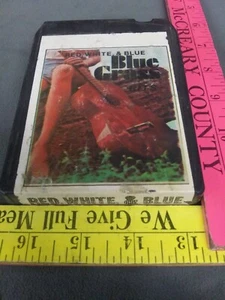 RED WHITE & BLUE
Blue
Grass
RED WHITE & BLUE
McCREARY COUNTY
We Give Full Mea
16 15 14 13